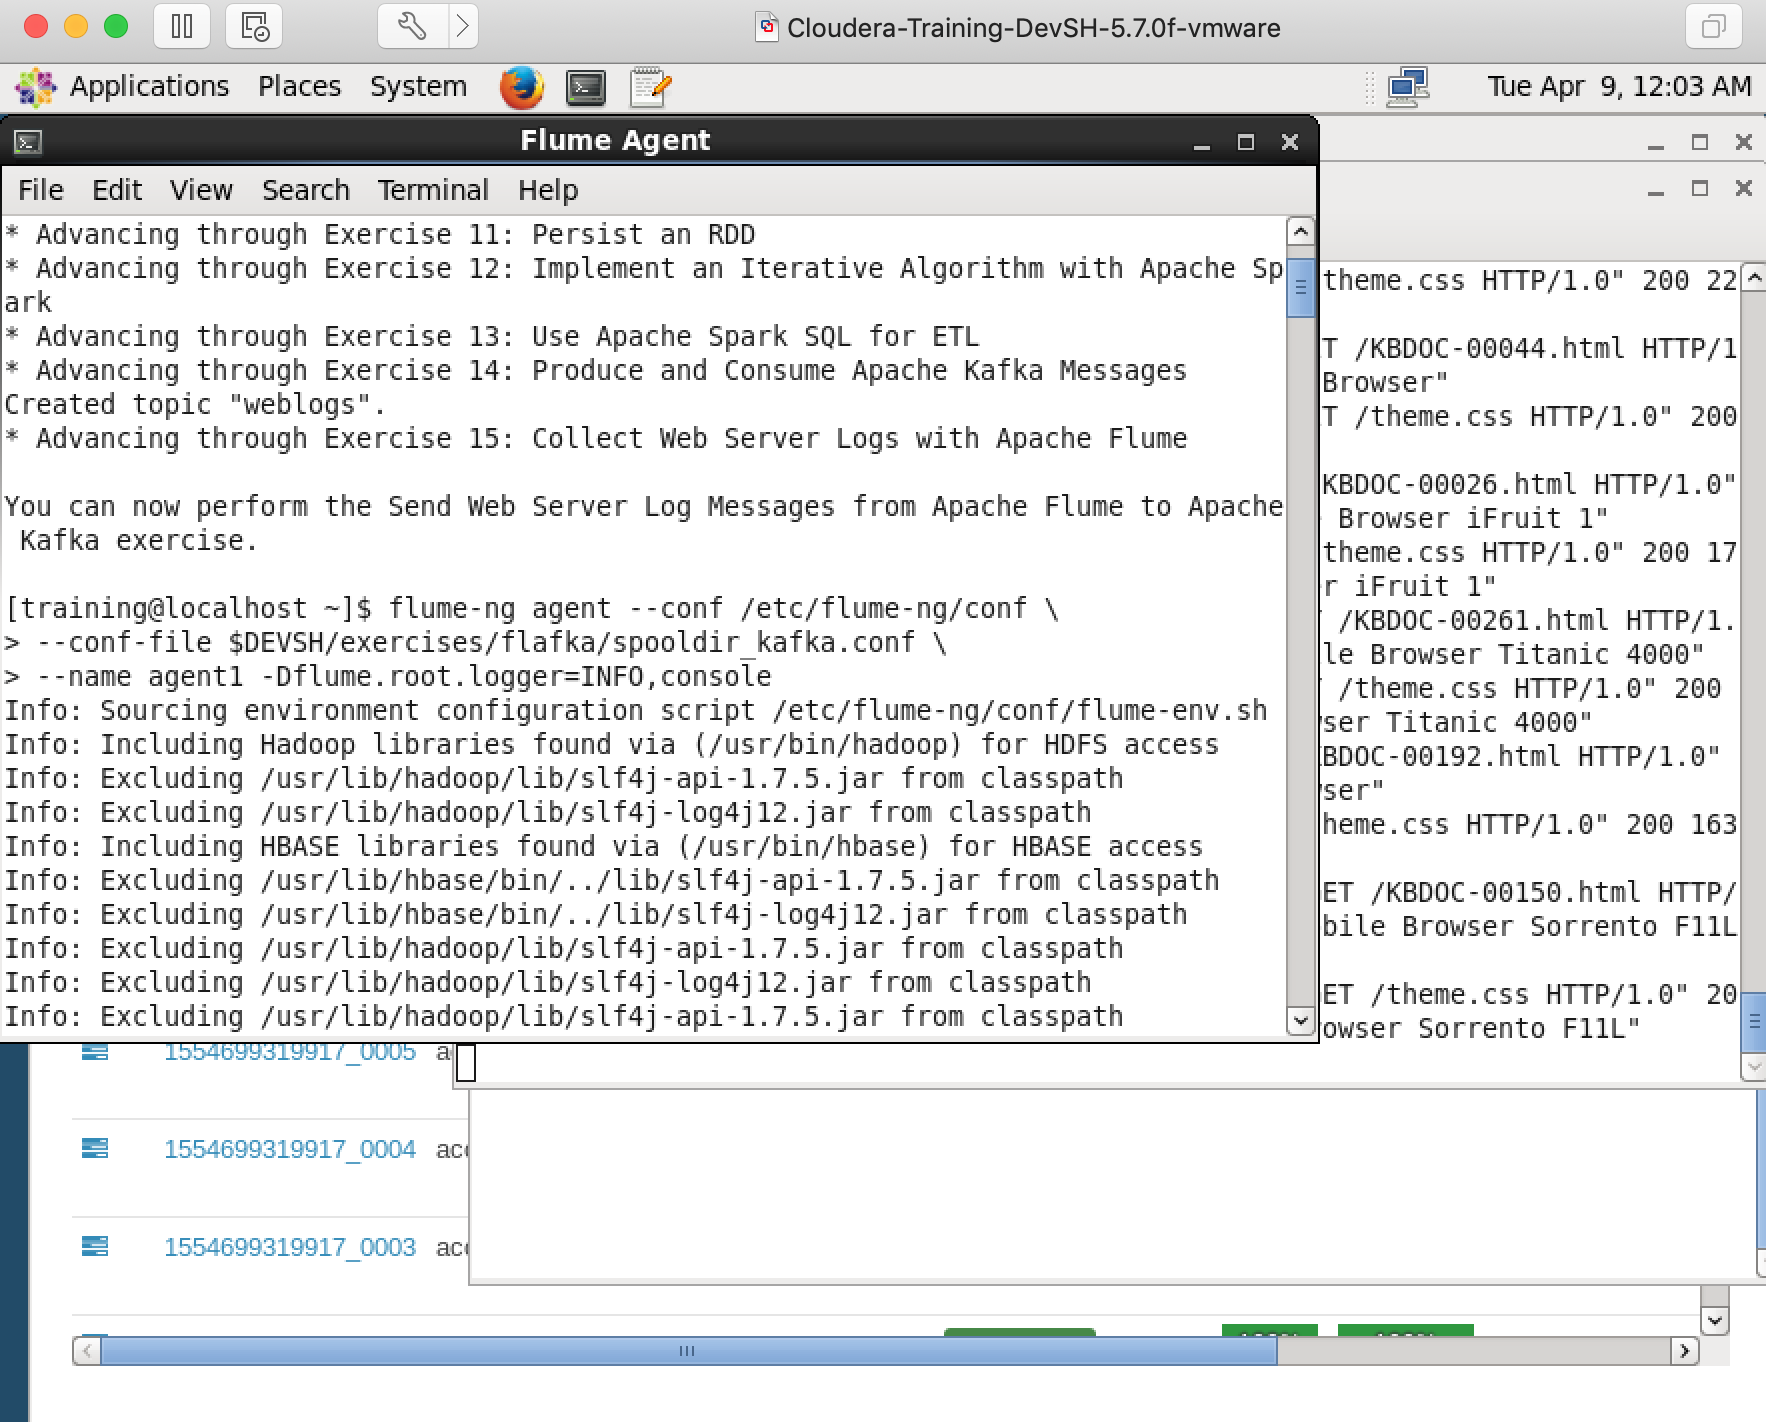 Cloudera-Training-DevSH-5.7.0f-vmware
Applications Places System
Tue Apr 9, 12:03 AM
Flume Agent
File Edit View Search Terminal Help
* Advancing through Exercise 11: Persist an RDD
* Advancing through Exercise 12: Implement an Iterative Algorithm with Apache Sp
ark
* Advancing through Exercise 13: Use Apache Spark SQL for ETL
* Advancing through Exercise 14: Produce and Consume Apache Kafka Messages
Created topic "weblogs".
* Advancing through Exercise 15: Collect Web Server Logs with Apache Flume
You can now perform the Send Web Server Log Messages from Apache Flume to Apache
Kafka exercise.
[training@localhost ~]$ flume-ng agent --conf /etc/flume-ng/conf \
> --conf-file $DEVSH/exercises/flafka/spooldir_kafka.conf \
> --name agent1 -Dflume.root.logger=INFO,console
Info: Sourcing environment configuration script /etc/flume-ng/conf/flume-env.sh
Info: Including Hadoop libraries found via (/usr/bin/hadoop) for HDFS access
Info: Excluding /usr/lib/hadoop/lib/slf4j-api-1.7.5.jar from classpath
Info: Excluding /usr/lib/hadoop/lib/slf4j-log4j12.jar from classpath
Info: Including HBASE libraries found via (/usr/bin/hbase) for HBASE access
Info: Excluding /usr/lib/hbase/bin/../lib/slf4j-api-1.7.5.jar from classpath
Info: Excluding /usr/lib/hbase/bin/../lib/slf4j-log4j12.jar from classpath
Info: Excluding /usr/lib/hadoop/lib/slf4j-api-1.7.5.jar from classpath
Info: Excluding /usr/lib/hadoop/lib/slf4j-log4j12.jar from classpath
Info: Excluding /usr/lib/hadoop/lib/slf4j-api-1.7.5.jar from classpath
theme.css HTTP/1.0" 200 22
T /KBDOC-00044.html HTTP/1
Browser"
T /theme.css HTTP/1.0" 200
KBDOC-00026.html HTTP/1.0"
Browser iFruit 1"
theme.css HTTP/1.0" 200 17
r iFruit 1"
/KBDOC-00261.html HTTP/1.
le Browser Titanic 4000"
/theme.css HTTP/1.0" 200
ser Titanic 4000"
BDOC-00192.html HTTP/1.0"
ser"
heme.css HTTP/1.0" 200 163
ET /KBDOC-00150.html HTTP/
bile Browser Sorrento F11L
ET /theme.css HTTP/1.0" 20
owser Sorrento F11L"
1554699319917_0005
1554699319917_0004 acc
1554699319917_0003 acc